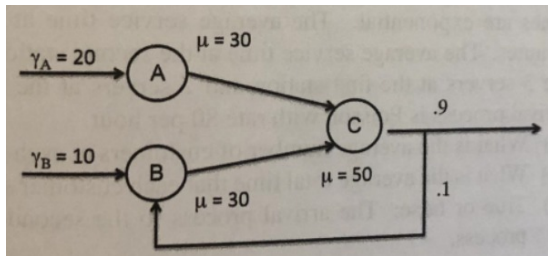 μ = 30
γA = 20
A
.9
C
γB = 10
B
μ = 50
.1
μ = 30